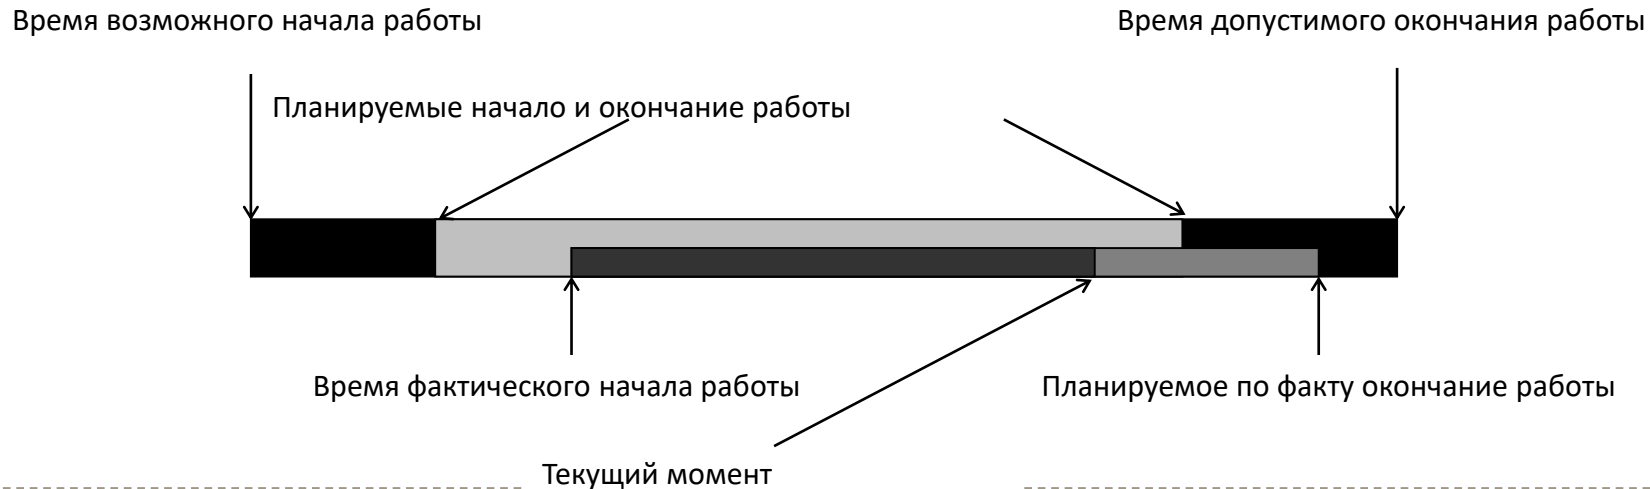 Время возможного начала работы
Время допустимого окончания работы
Планируемые начало и окончание работы
Время фактического начала работы
Планируемое по факту окончание работы
Текущий момент